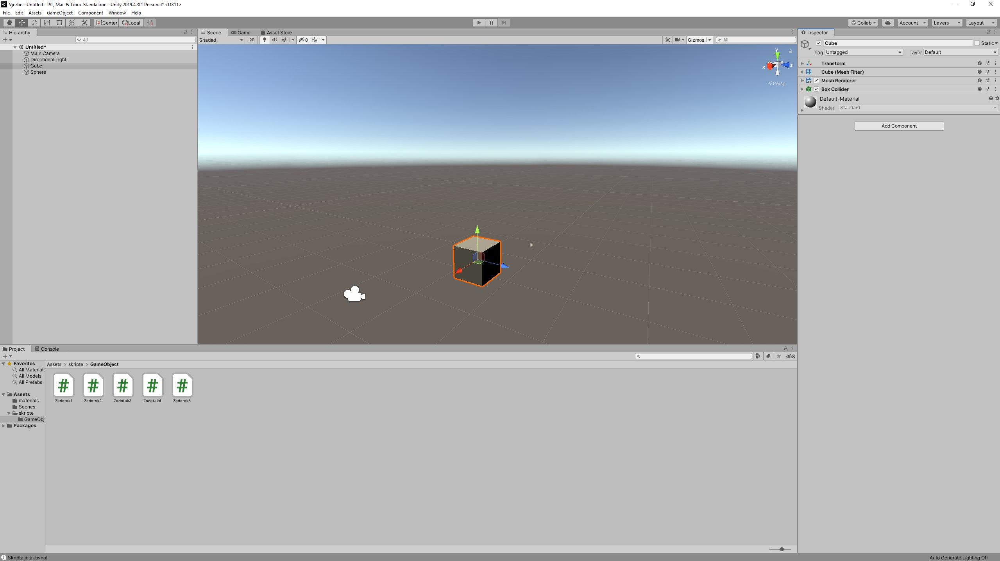 Vjezbe - Untitled - PC, Mac & Linux Standalone - Unity 2019.4.3f1 Personal* <DX11>
File Edit Assets GameObject Component Window Help
Center Local Collab Account Layers Layout
Hierarchy
All
Untitled*
Main Camera
Directional Light
Cube
Sphere
Scene Game Asset Store
Shaded 2D 0 Gizmos All
y
x z
Persp
Inspector
Cube Static
Tag Untagged Layer Default
Transform
Cube (Mesh Filter)
Mesh Renderer
Box Collider
Default-Material
Shader Standard
Add Component
Project Console
8
Favorites
All Materials
All Models
All Prefabs
Assets
materials
Scenes
skripte
GameObj
Packages
Assets > skripte > GameObject
# # # # #
Zadatak1 Zadatak2 Zadatak3 Zadatak4 Zadatak5
Skripta je aktivna! Auto Generate Lighting Off